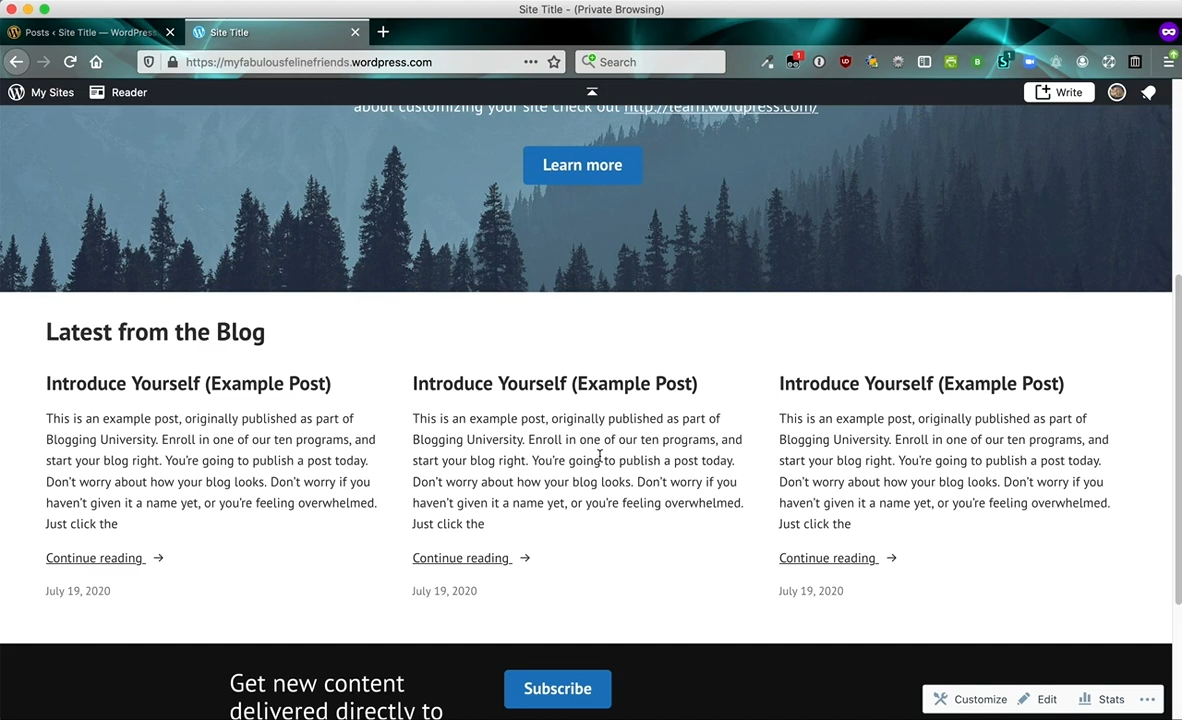 Site Title - (Private Browsing)
Posts ‹ Site Title — WordPress
Site Title
https://myfabulousfelinefriends.wordpress.com
Search
My Sites
Reader
Write
about customizing your site check out http://learn.wordpress.com/
Learn more
Latest from the Blog
Introduce Yourself (Example Post)
This is an example post, originally published as part of
Blogging University. Enroll in one of our ten programs, and
start your blog right. You’re going to publish a post today.
Don’t worry about how your blog looks. Don’t worry if you
haven’t given it a name yet, or you’re feeling overwhelmed.
Just click the
Continue reading →
July 19, 2020
Introduce Yourself (Example Post)
This is an example post, originally published as part of
Blogging University. Enroll in one of our ten programs, and
start your blog right. You’re going to publish a post today.
Don’t worry about how your blog looks. Don’t worry if you
haven’t given it a name yet, or you’re feeling overwhelmed.
Just click the
Continue reading →
July 19, 2020
Introduce Yourself (Example Post)
This is an example post, originally published as part of
Blogging University. Enroll in one of our ten programs, and
start your blog right. You’re going to publish a post today.
Don’t worry about how your blog looks. Don’t worry if you
haven’t given it a name yet, or you’re feeling overwhelmed.
Just click the
Continue reading →
July 19, 2020
Get new content
delivered directly to
Subscribe
Customize
Edit
Stats